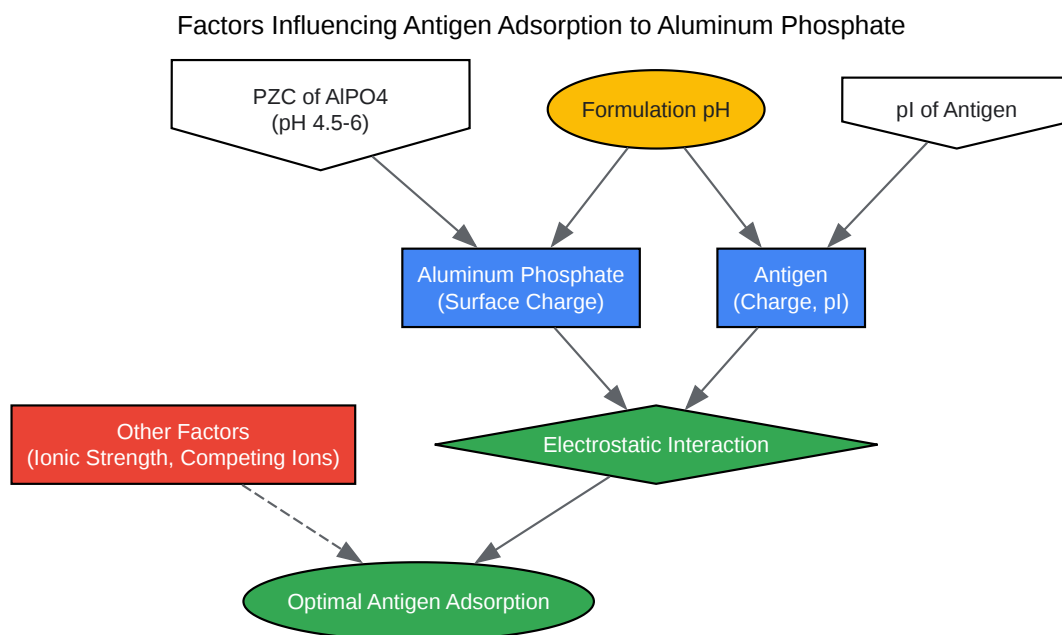 Factors Influencing Antigen Adsorption to Aluminum Phosphate
PZC of AlPO4
(pH 4.5-6)
Formulation pH
pI of Antigen
Aluminum Phosphate
(Surface Charge)
Antigen
(Charge, pI)
Other Factors
(Ionic Strength, Competing Ions)
Electrostatic Interaction
Optimal Antigen Adsorption